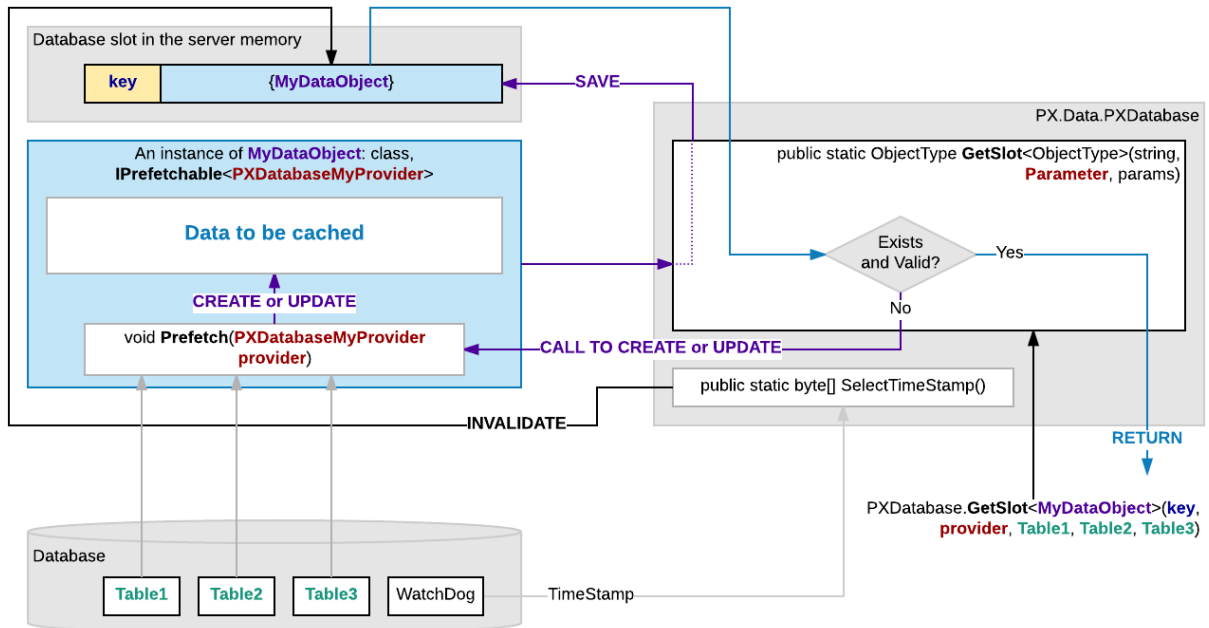 Database slot in the server memory
key
{MyDataObject}
SAVE
PX.Data.PXDatabase
An instance of MyDataObject: class,
IPrefetchable<PXDatabaseMyProvider>
public static ObjectType GetSlot<ObjectType>(string,
Parameter, params)
Data to be cached
Exists
and Valid?
Yes
CREATE or UPDATE
No
void Prefetch(PXDatabaseMyProvider
provider)
CALL TO CREATE or UPDATE
public static byte[] SelectTimeStamp()
INVALIDATE
RETURN
PXDatabase.GetSlot<MyDataObject>(key,
provider, Table1, Table2, Table3)
Database
Table1
Table2
Table3
WatchDog
TimeStamp